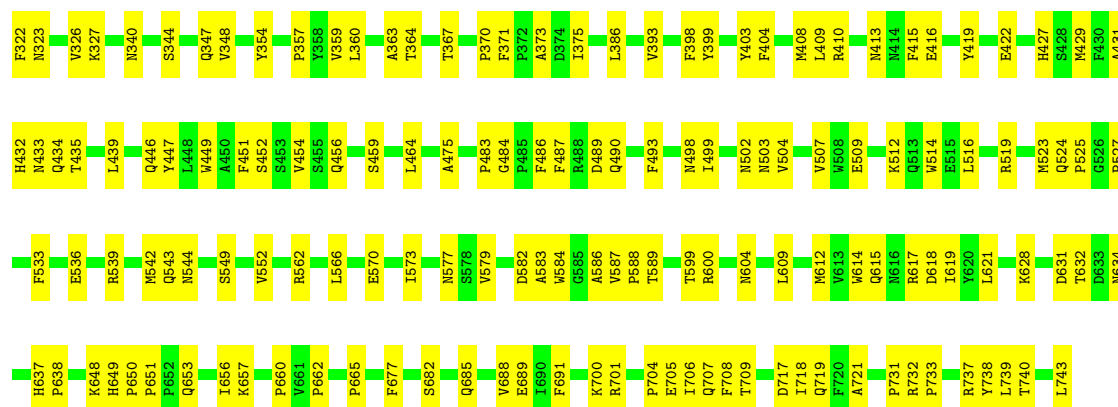 F322 N323 V326 K327 N340 S344 Q347 V348 Y354 P357 Y358 V359 L360 A363 T364 T367 P370 F371 P372 A373 D374 I375 L386 V393 F398 Y399 Y403 F404 M408 L409 R410 N413 N414 F415 E416 Y419 E422 H427 S428 M429 F430 A431
H432 N433 Q434 T435 L439 Q446 Y447 L448 W449 A450 F451 S452 S453 V454 S455 Q456 S459 L464 A475 P483 G484 P485 F486 F487 R488 D489 Q490 F493 N498 I499 N502 N503 V504 V507 W508 E509 K512 Q513 W514 E515 L516 R519 M523 Q524 P525 G526
F533 E536 R539 M542 Q543 N544 S549 V552 R562 L566 E570 I573 N577 S578 V579 D582 A583 W584 G585 A586 V587 P588 T589 T599 R600 N604 L609 M612 V613 W614 Q615 N616 R617 D618 I619 Y620 L621 K628 D631 T632 D633 N634
H637 P638 K648 H649 P650 P651 P652 Q653 I656 K657 P660 V661 P662 P665 F677 S682 Q685 V688 E689 I690 F691 K700 R701 P704 E705 I706 Q707 F708 T709 D717 I718 Q719 F720 A721 P731 R732 P733 R737 Y738 L739 T740 L743